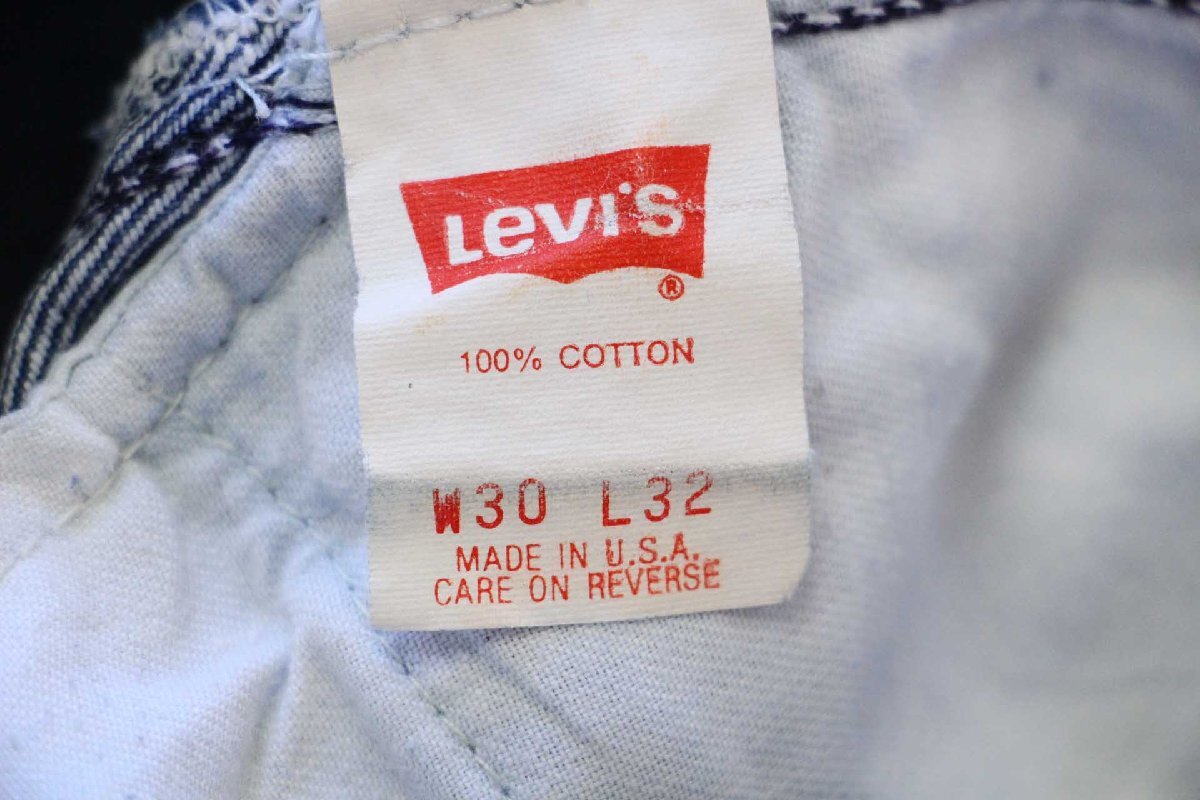 Levi's
®
100% COTTON
W30 L32
MADE IN U.S.A.
CARE ON REVERSE